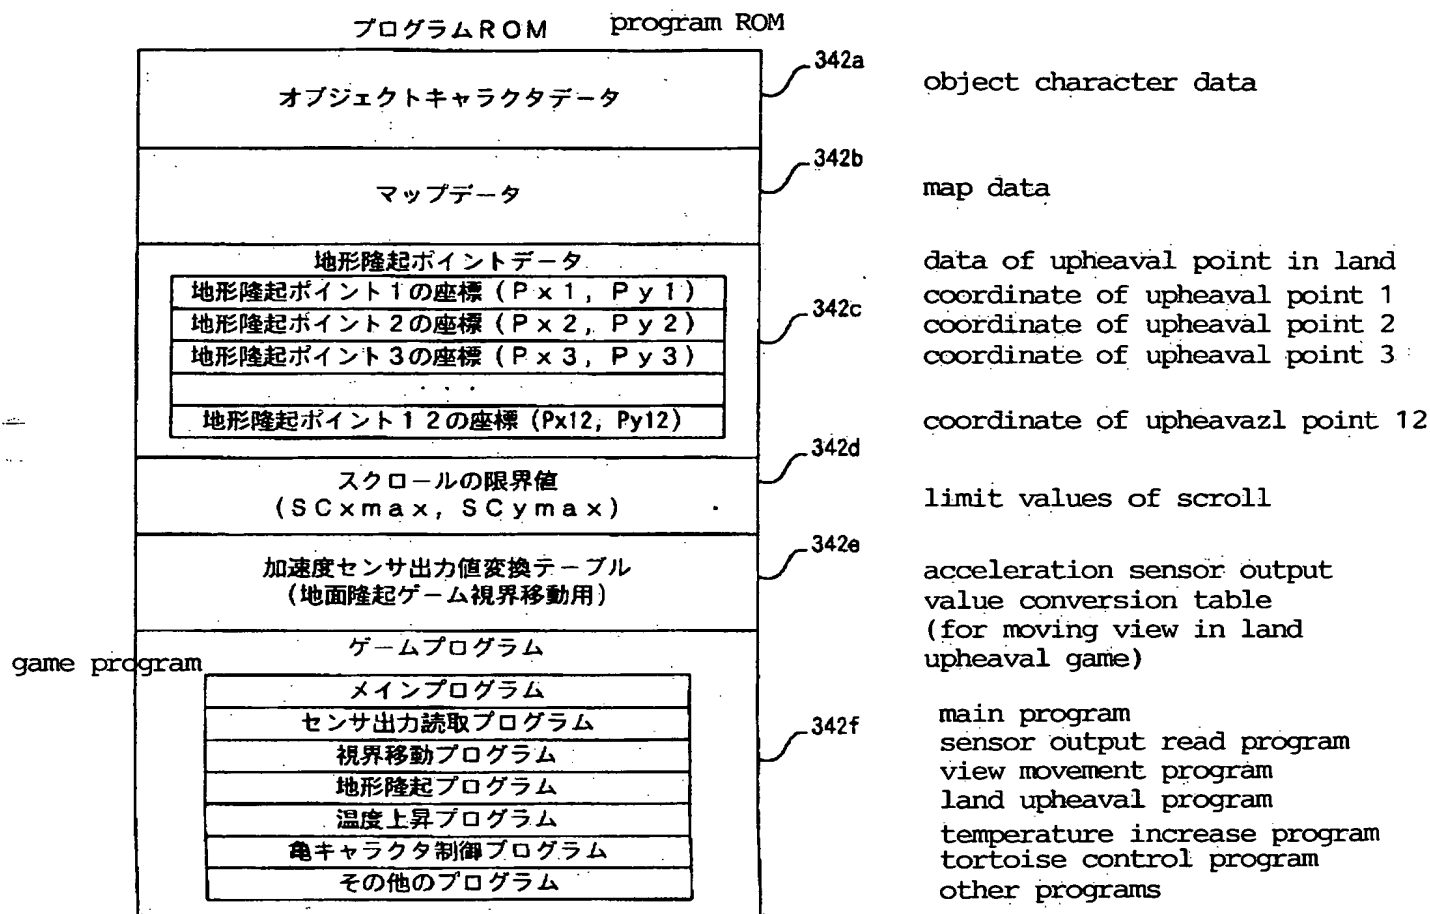 プログラムROM program ROM
342a
オブジェクトキャラクタデータ object character data
342b
マップデータ map data
地形隆起ポイントデータ data of upheaval point in land
地形隆起ポイント1の座標 (Px1, Py1) coordinate of upheaval point 1
342c
地形隆起ポイント2の座標 (Px2, Py2) coordinate of upheaval point 2
地形隆起ポイント3の座標 (Px3, Py3) coordinate of upheaval point 3
...
地形隆起ポイント12の座標 (Px12, Py12) coordinate of upheavazl point 12
342d
スクロールの限界値
(SCxmax, SCymax) limit values of scroll
342e
加速度センサ出力値変換テーブル
(地面隆起ゲーム視界移動用)
acceleration sensor output
value conversion table
(for moving view in land
upheaval game)
ゲームプログラム
game program
メインプログラム main program
センサ出力読取プログラム sensor output read program
342f
視界移動プログラム view movement program
地形隆起プログラム land upheaval program
温度上昇プログラム temperature increase program
亀キャラクタ制御プログラム tortoise control program
その他のプログラム other programs